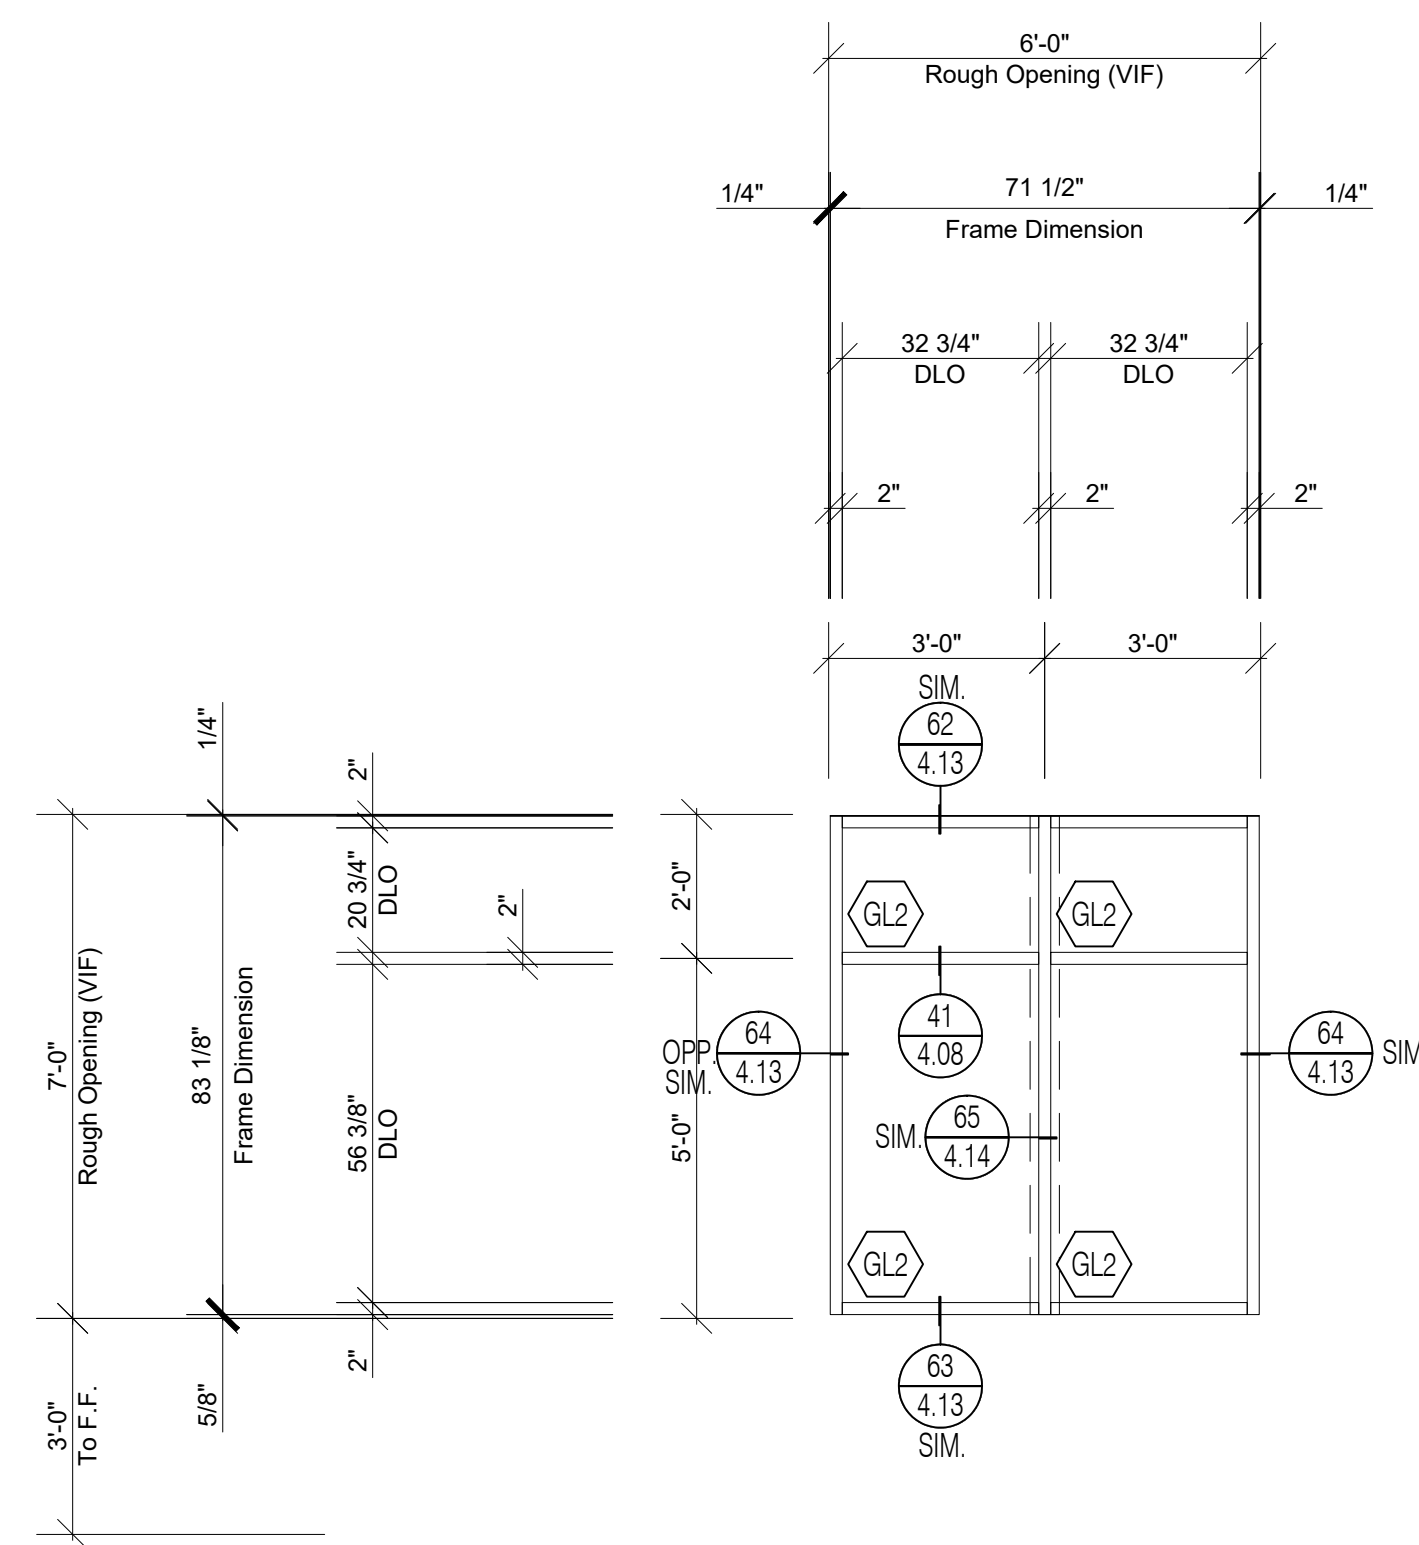 6'-0"
Rough Opening (VIF)
1/4"
71 1/2"
1/4"
Frame Dimension
32 3/4"
32 3/4"
DLO
DLO
2"
2"
2"
3'-0"
3'-0"
SIM.
62
4.13
1/4"
2"
20 3/4"
DLO
2"
2'-0"
GL2
GL2
7'-0"
Rough Opening (VIF)
83 1/8"
Frame Dimension
56 3/8"
DLO
5'-0"
OPP.
SIM.
64
4.13
41
4.08
64
4.13
SIM
SIM.
65
4.14
GL2
GL2
2"
5/8"
3'-0"
To F.F.
63
4.13
SIM.